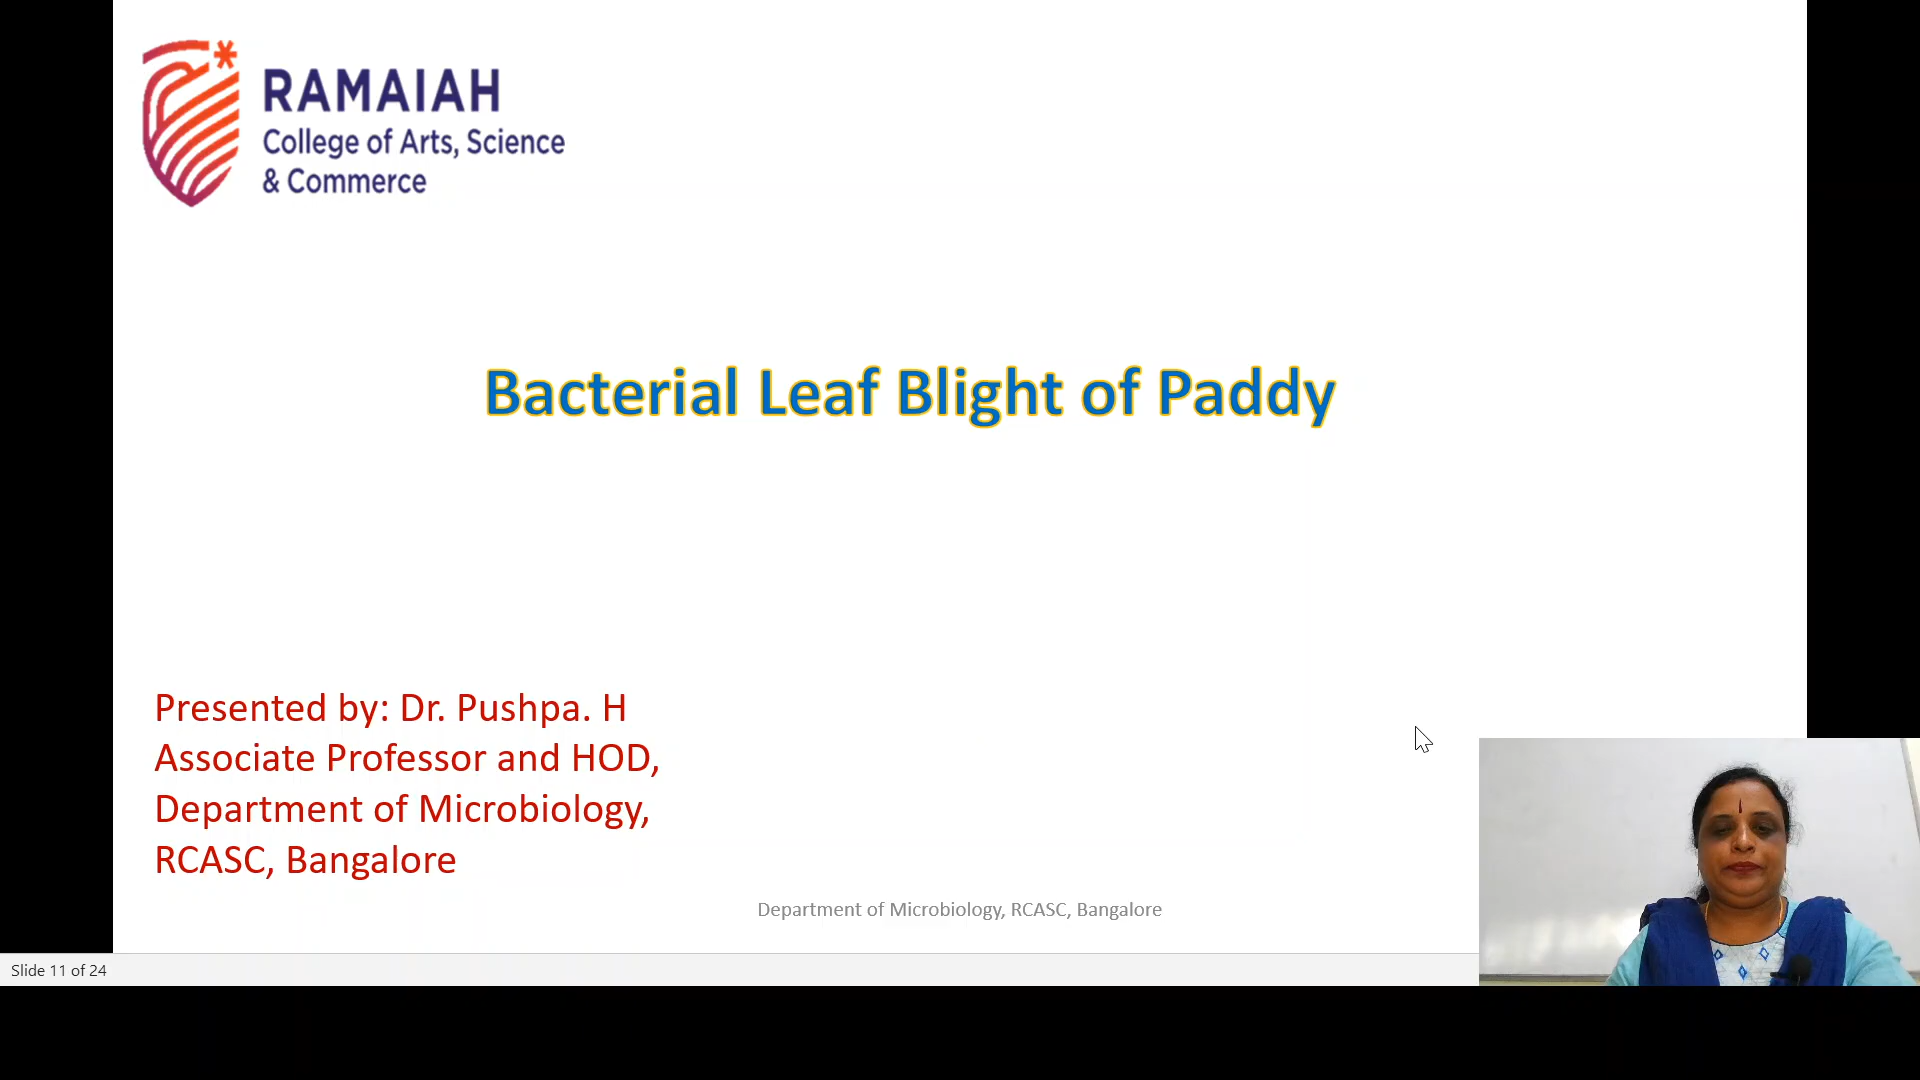 RAMAIAH
College of Arts, Science
& Commerce
Bacterial Leaf Blight of Paddy
Presented by: Dr. Pushpa. H
Associate Professor and HOD,
Department of Microbiology,
RCASC, Bangalore
Department of Microbiology, RCASC, Bangalore
Slide 11 of 24